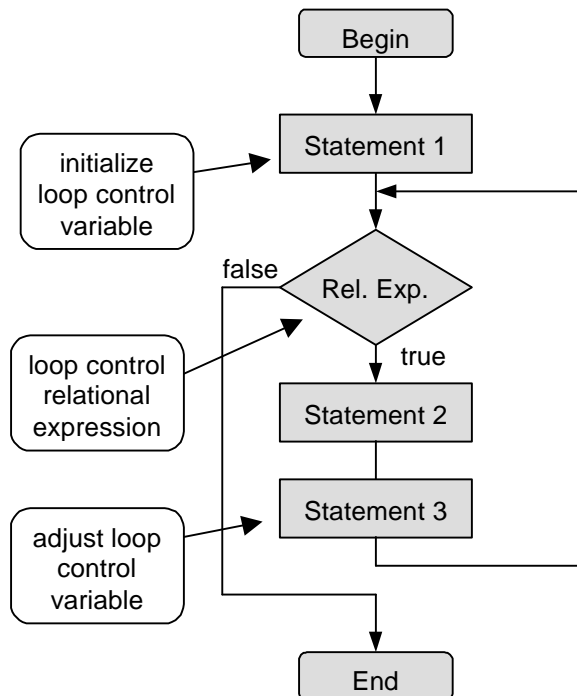 Begin
Statement 1
initialize
loop control
variable
false
Rel. Exp.
true
loop control
relational
expression
Statement 2
Statement 3
adjust loop
control
variable
End